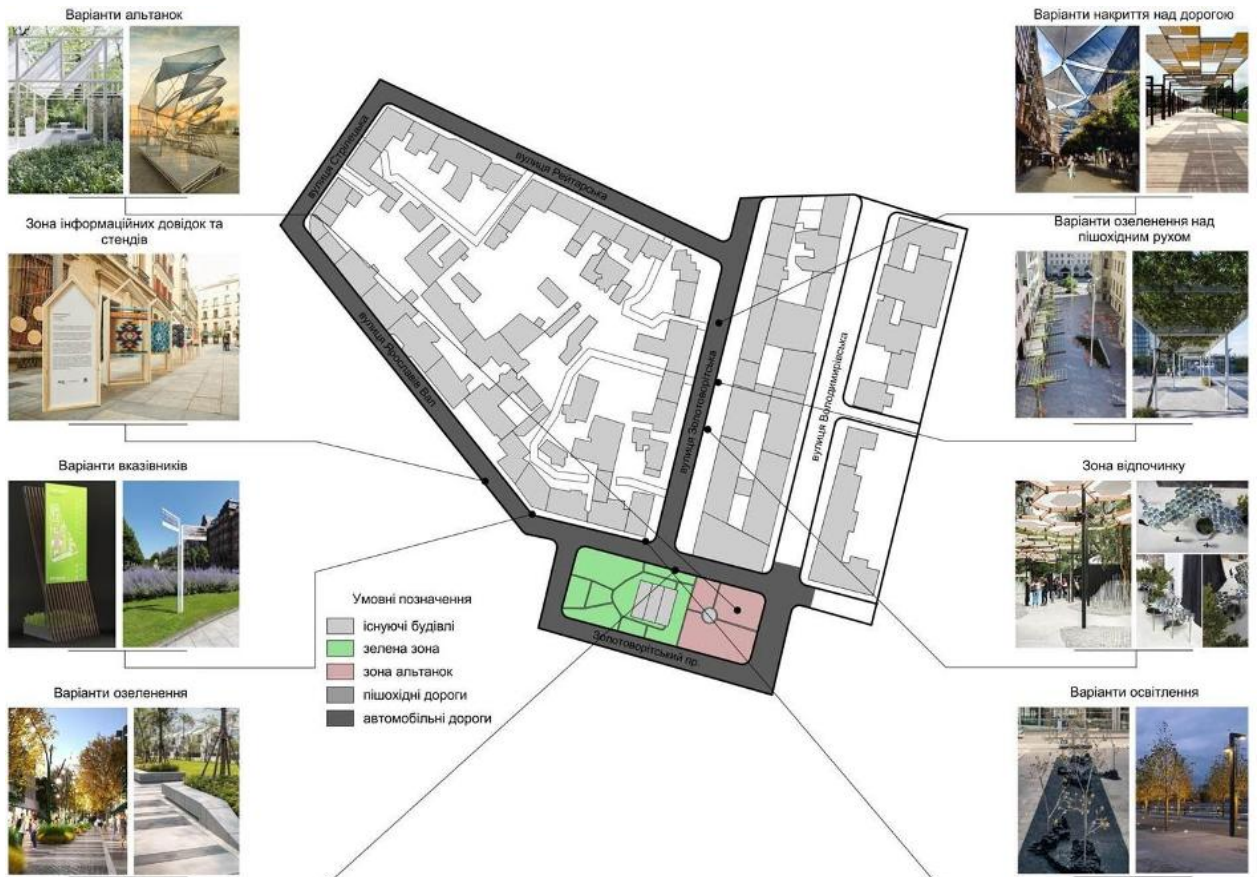 Варіанти альтанок
Зона інформаційних довідок та
стендів
Варіанти вказівників
Варіанти озеленення
вулиця Стрілецька
вулиця Рейтарська
вулиця Ярославів Вал
вулиця Золотоворітська
вулиця Володимирівська
Золотоворітський пр.
Умовні позначення
існуючі будівлі
зелена зона
зона альтанок
пішохідні дороги
автомобільні дороги
Варіанти накриття над дорогою
Варіанти озеленення над
пішохідним рухом
Зона відпочинку
Варіанти освітлення